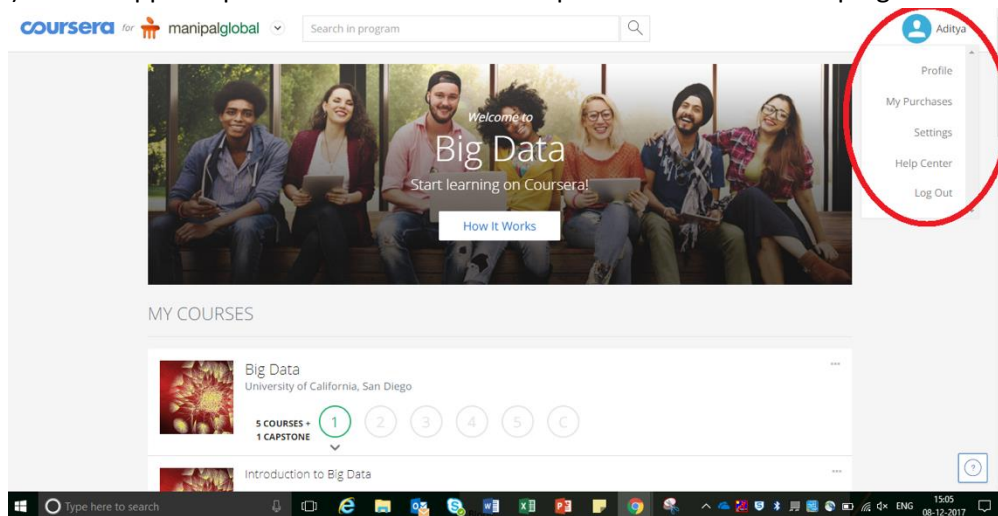 coursera for manipalglobal
Search in program
Aditya
Profile
My Purchases
Settings
Help Center
Log Out
Welcome to
Big Data
Start learning on Coursera!
How It Works
MY COURSES
Big Data
University of California, San Diego
5 COURSES +
1 CAPSTONE
1 2 3 4 5 C
Introduction to Big Data
?
Type here to search
ENG
15:05
08-12-2017